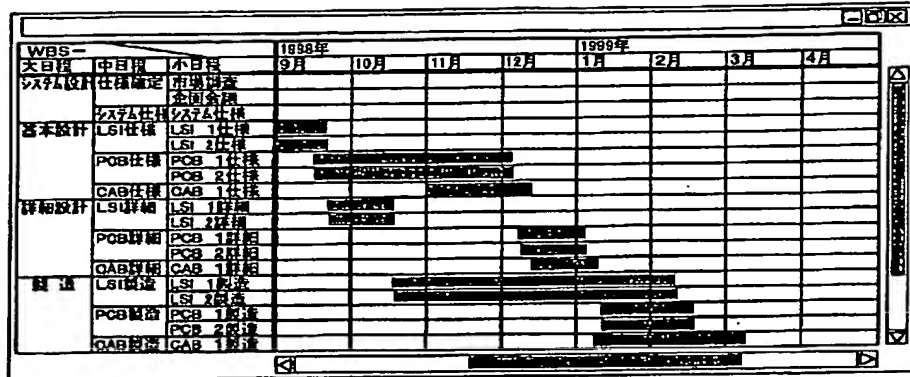 1998年 1999年
WBSー
大日程 中日程 小日程 9月 10月 11月 12月 1月 2月 3月 4月
システム設計 仕様確定 市場調査
企画会議
システム仕様 システム仕様
基本設計 LSI仕様 LSI 1仕様
LSI 2仕様
PCB仕様 PCB 1仕様
PCB 2仕様
CAB仕様 CAB 1仕様
詳細設計 LSI詳細 LSI 1詳細
LSI 2詳細
PCB詳細 PCB 1詳細
PCB 2詳細
CAB詳細 CAB 1詳細
製造 LSI製造 LSI 1製造
LSI 2製造
PCB製造 PCB 1製造
PCB 2製造
CAB製造 CAB 1製造